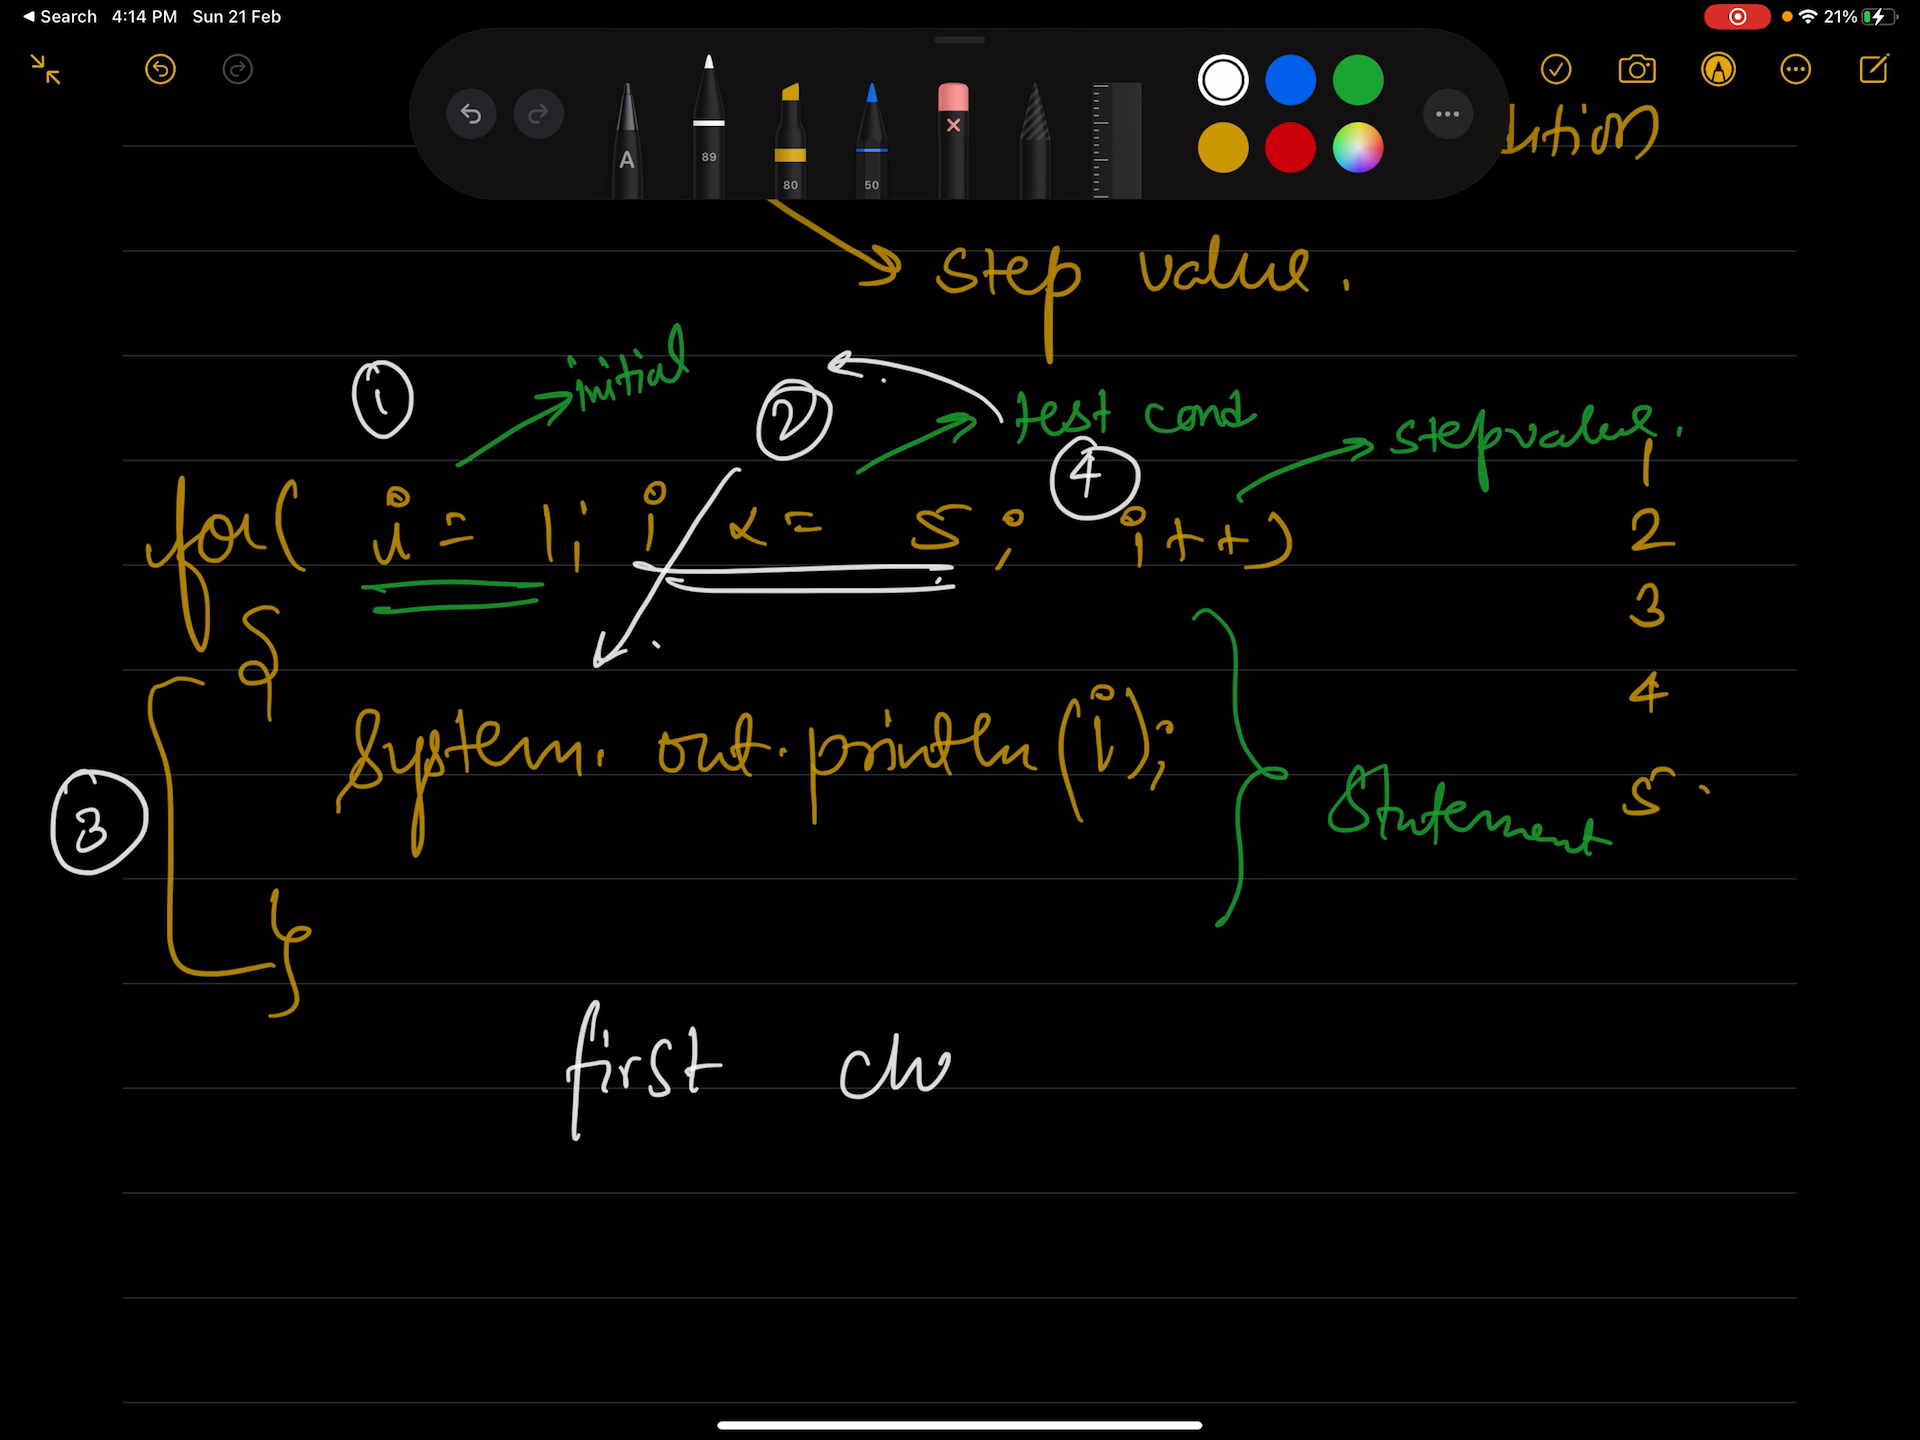 Search 4:14 PM Sun 21 Feb 21%
A 89 80 50
step value.
1 initial 2 test cond
4 stepvalue.
for( i = 1; i <= 5; i++)
{
System.out.println(i);
3 Statement
}
1
2
3
4
5
first